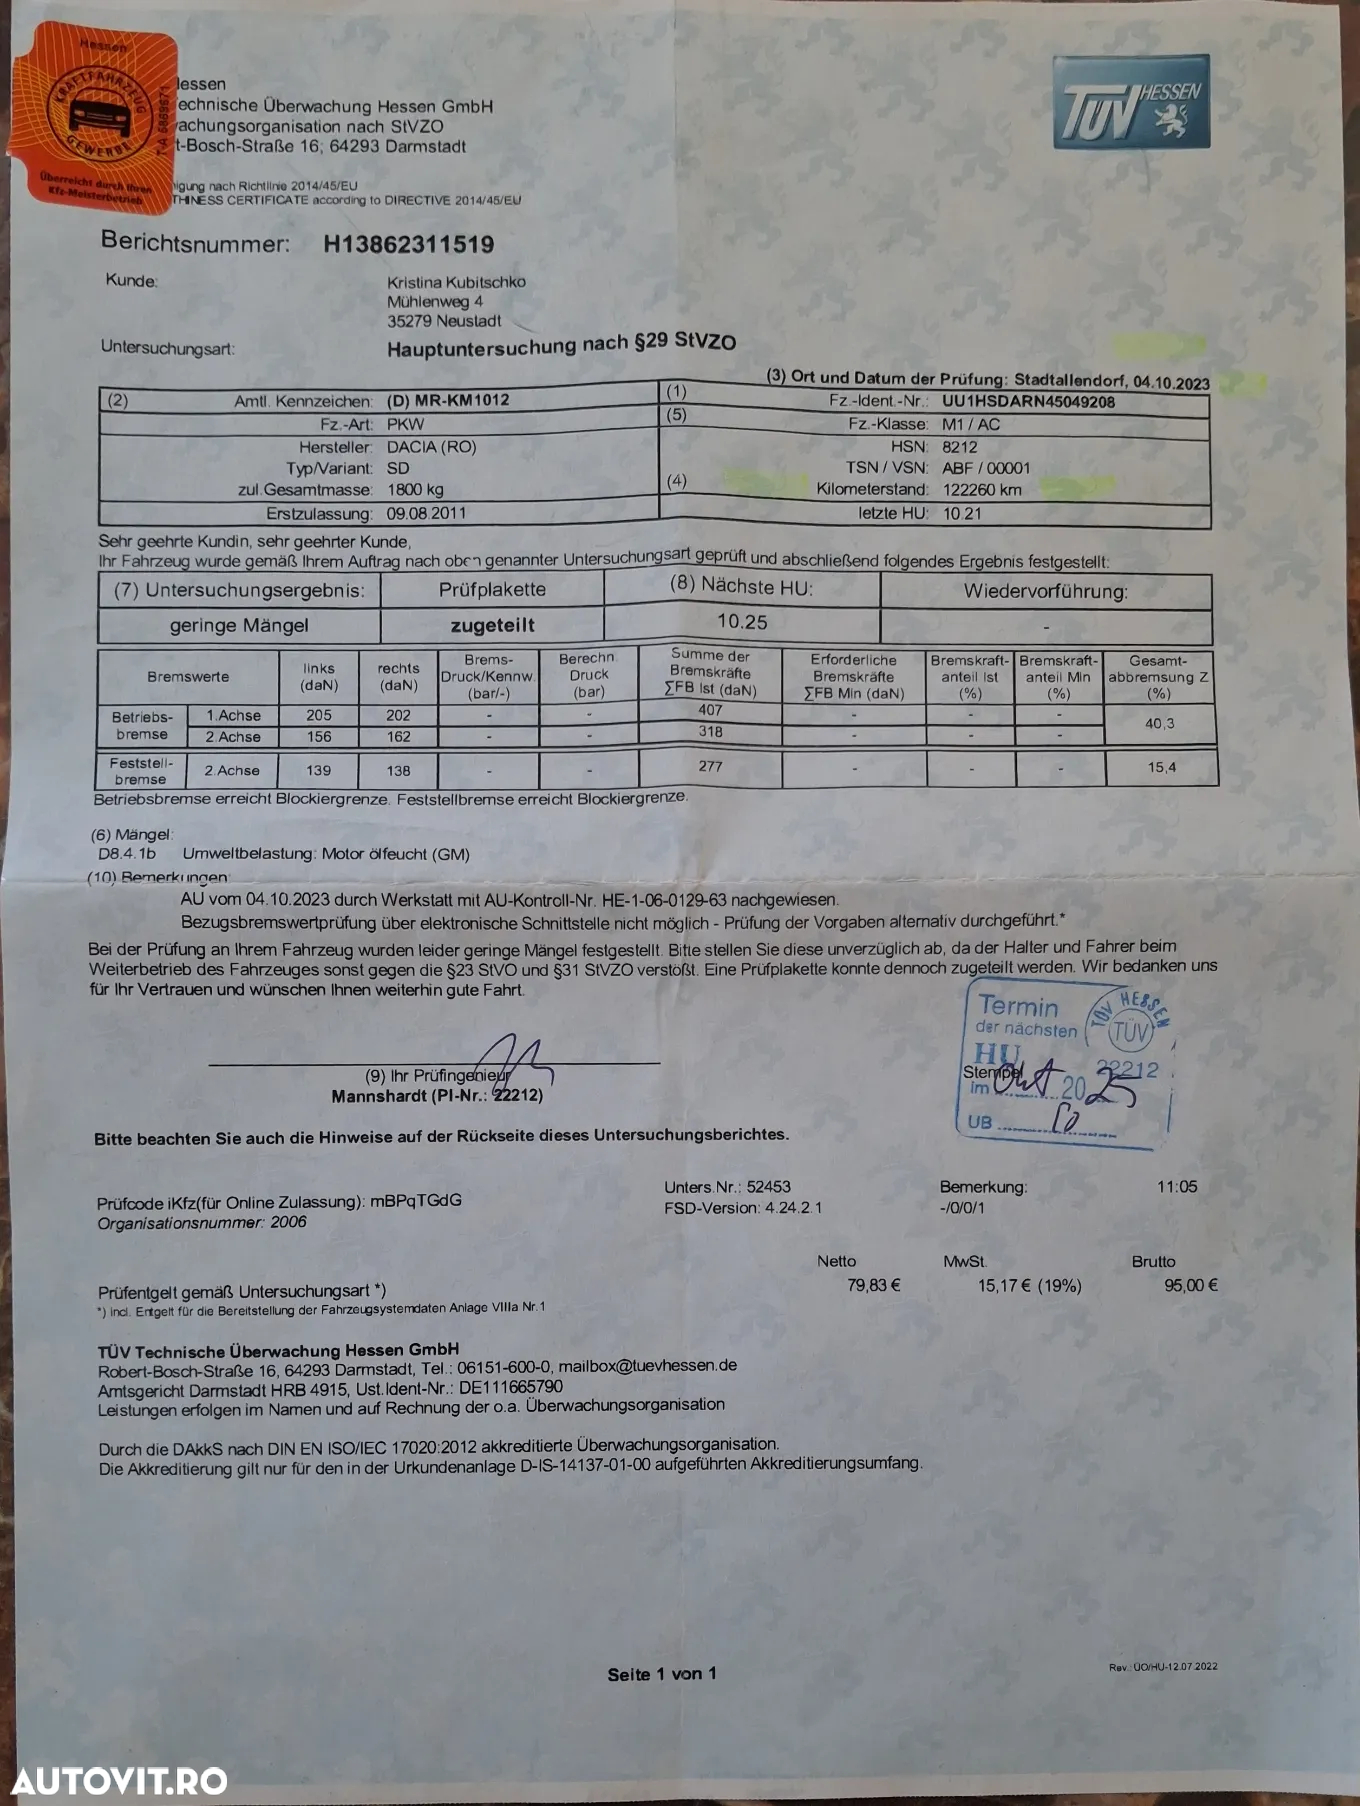 Hessen
KRAFTFAHRZEUG
GEWERBE
Überreicht durch Ihren
Kfz-Meisterbetrieb
TÜV HESSEN
lessen
echnische Überwachung Hessen GmbH
achungsorganisation nach StVZO
t-Bosch-Straße 16, 64293 Darmstadt
igung nach Richtlinie 2014/45/EU
THINESS CERTIFICATE according to DIRECTIVE 2014/45/EU
Berichtsnummer: H13862311519
Kunde: Kristina Kubitschko
Mühlenweg 4
35279 Neustadt
Untersuchungsart: Hauptuntersuchung nach §29 StVZO
(3) Ort und Datum der Prüfung: Stadtallendorf, 04.10.2023
(2) Amtl. Kennzeichen: (D) MR-KM1012 (1) Fz.-Ident.-Nr.: UU1HSDARN45049208
Fz.-Art: PKW (5) Fz.-Klasse: M1 / AC
Hersteller: DACIA (RO) HSN: 8212
Typ/Variant: SD TSN / VSN: ABF / 00001
zul.Gesamtmasse: 1800 kg (4) Kilometerstand: 122260 km
Erstzulassung: 09.08.2011 letzte HU: 10.21
Sehr geehrte Kundin, sehr geehrter Kunde,
Ihr Fahrzeug wurde gemäß Ihrem Auftrag nach oben genannter Untersuchungsart geprüft und abschließend folgendes Ergebnis festgestellt:
(7) Untersuchungsergebnis: Prüfplakette (8) Nächste HU: Wiedervorführung:
geringe Mängel zugeteilt 10.25 -
Bremswerte links (daN) rechts (daN) Brems-Druck/Kennw. (bar/-) Berechn. Druck (bar) Summe der Bremskräfte ∑FB Ist (daN) Erforderliche Bremskräfte ∑FB Min (daN) Bremskraft-anteil Ist (%) Bremskraft-anteil Min (%) Gesamt-abbremsung Z (%)
Betriebs-bremse 1.Achse 205 202 - - 407 - - - 40,3
2.Achse 156 162 - - 318 - - -
Feststell-bremse 2.Achse 139 138 - - 277 - - - 15,4
Betriebsbremse erreicht Blockiergrenze. Feststellbremse erreicht Blockiergrenze.
(6) Mängel:
D8.4.1b Umweltbelastung: Motor ölfeucht (GM)
(10) Bemerkungen:
AU vom 04.10.2023 durch Werkstatt mit AU-Kontroll-Nr. HE-1-06-0129-63 nachgewiesen.
Bezugsbremswertprüfung über elektronische Schnittstelle nicht möglich - Prüfung der Vorgaben alternativ durchgeführt.*
Bei der Prüfung an Ihrem Fahrzeug wurden leider geringe Mängel festgestellt. Bitte stellen Sie diese unverzüglich ab, da der Halter und Fahrer beim
Weiterbetrieb des Fahrzeuges sonst gegen die §23 StVO und §31 StVZO verstößt. Eine Prüfplakette konnte dennoch zugeteilt werden. Wir bedanken uns
für Ihr Vertrauen und wünschen Ihnen weiterhin gute Fahrt.
Termin
der nächsten
HU
TÜV HESSEN
TÜV
22212
Stempel
im Okt 2025
UB
(9) Ihr Prüfingenieur
Mannshardt (PI-Nr.: 22212)
Bitte beachten Sie auch die Hinweise auf der Rückseite dieses Untersuchungsberichtes.
Prüfcode iKfz(für Online Zulassung): mBPqTGdG Unters.Nr.: 52453 Bemerkung: 11:05
Organisationsnummer: 2006 FSD-Version: 4.24.2.1 -/0/0/1
Netto MwSt. Brutto
Prüfentgelt gemäß Untersuchungsart *) 79,83 € 15,17 € (19%) 95,00 €
*) Incl. Entgelt für die Bereitstellung der Fahrzeugsystemdaten Anlage VIIIa Nr.1
TÜV Technische Überwachung Hessen GmbH
Robert-Bosch-Straße 16, 64293 Darmstadt, Tel.: 06151-600-0, mailbox@tuevhessen.de
Amtsgericht Darmstadt HRB 4915, Ust.Ident-Nr.: DE111665790
Leistungen erfolgen im Namen und auf Rechnung der o.a. Überwachungsorganisation
Durch die DAkkS nach DIN EN ISO/IEC 17020:2012 akkreditierte Überwachungsorganisation.
Die Akkreditierung gilt nur für den in der Urkundenanlage D-IS-14137-01-00 aufgeführten Akkreditierungsumfang.
Seite 1 von 1
Rev.: ÜO/HU-12.07.2022
AUTOVIT.RO